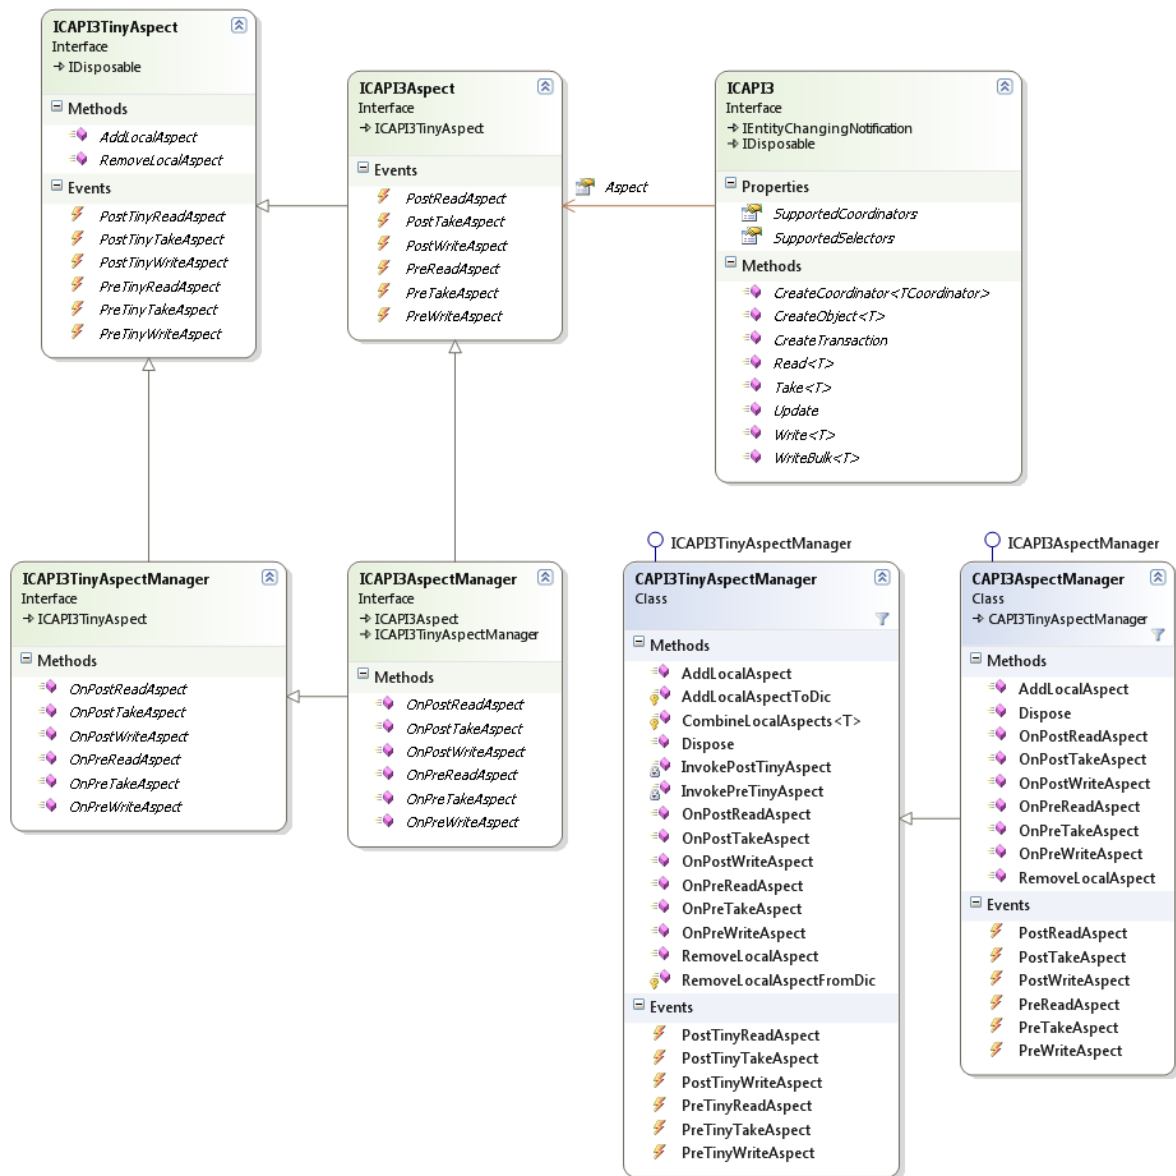 ICAPI3TinyAspect
Interface
IDisposable
Methods
AddLocalAspect
RemoveLocalAspect
Events
PostTinyReadAspect
PostTinyTakeAspect
PostTinyWriteAspect
PreTinyReadAspect
PreTinyTakeAspect
PreTinyWriteAspect
ICAPI3Aspect
Interface
ICAPI3TinyAspect
Events
PostReadAspect
PostTakeAspect
PostWriteAspect
PreReadAspect
PreTakeAspect
PreWriteAspect
Aspect
ICAPI3
Interface
IEntityChangingNotification
IDisposable
Properties
SupportedCoordinators
SupportedSelectors
Methods
CreateCoordinator<TCoordinator>
CreateObject<T>
CreateTransaction
Read<T>
Take<T>
Update
Write<T>
WriteBulk<T>
ICAPI3TinyAspectManager
Interface
ICAPI3TinyAspect
Methods
OnPostReadAspect
OnPostTakeAspect
OnPostWriteAspect
OnPreReadAspect
OnPreTakeAspect
OnPreWriteAspect
ICAPI3AspectManager
Interface
ICAPI3Aspect
ICAPI3TinyAspectManager
Methods
OnPostReadAspect
OnPostTakeAspect
OnPostWriteAspect
OnPreReadAspect
OnPreTakeAspect
OnPreWriteAspect
ICAPI3TinyAspectManager
CAPI3TinyAspectManager
Class
Methods
AddLocalAspect
AddLocalAspectToDic
CombineLocalAspects<T>
Dispose
InvokePostTinyAspect
InvokePreTinyAspect
OnPostReadAspect
OnPostTakeAspect
OnPostWriteAspect
OnPreReadAspect
OnPreTakeAspect
OnPreWriteAspect
RemoveLocalAspect
RemoveLocalAspectFromDic
Events
PostTinyReadAspect
PostTinyTakeAspect
PostTinyWriteAspect
PreTinyReadAspect
PreTinyTakeAspect
PreTinyWriteAspect
ICAPI3AspectManager
CAPI3AspectManager
Class
CAPI3TinyAspectManager
Methods
AddLocalAspect
Dispose
OnPostReadAspect
OnPostTakeAspect
OnPostWriteAspect
OnPreReadAspect
OnPreTakeAspect
OnPreWriteAspect
RemoveLocalAspect
Events
PostReadAspect
PostTakeAspect
PostWriteAspect
PreReadAspect
PreTakeAspect
PreWriteAspect